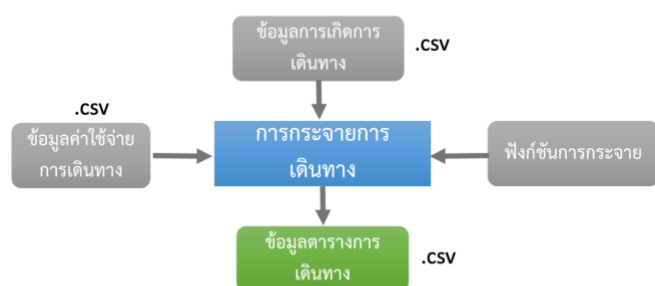 ข้อมูลการเกิดการ
เดินทาง
.csv
.csv
ข้อมูลค่าใช้จ่าย
การเดินทาง
การกระจายการ
เดินทาง
ฟังก์ชันการกระจาย
ข้อมูลตารางการ
เดินทาง
.csv